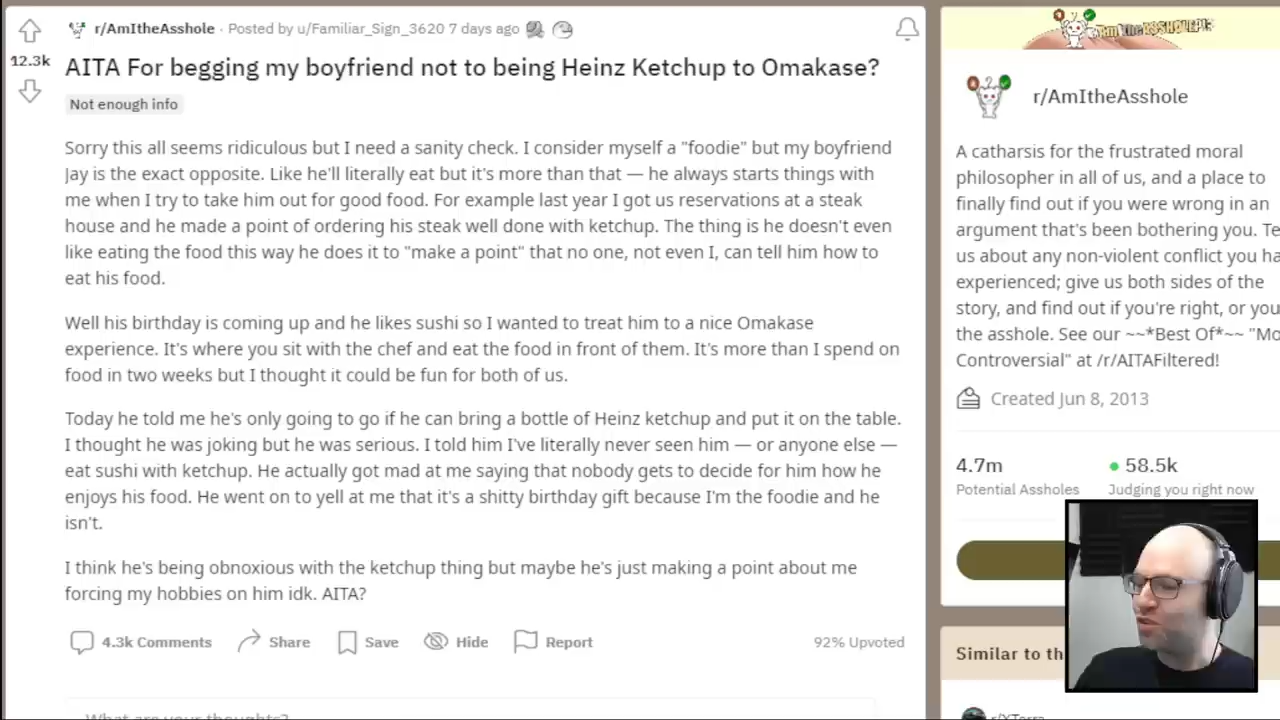 r/AmItheAsshole · Posted by u/Familiar_Sign_3620 7 days ago
12.3k
AITA For begging my boyfriend not to being Heinz Ketchup to Omakase?
Not enough info
Sorry this all seems ridiculous but I need a sanity check. I consider myself a "foodie" but my boyfriend
Jay is the exact opposite. Like he'll literally eat but it's more than that — he always starts things with
me when I try to take him out for good food. For example last year I got us reservations at a steak
house and he made a point of ordering his steak well done with ketchup. The thing is he doesn't even
like eating the food this way he does it to "make a point" that no one, not even I, can tell him how to
eat his food.
Well his birthday is coming up and he likes sushi so I wanted to treat him to a nice Omakase
experience. It's where you sit with the chef and eat the food in front of them. It's more than I spend on
food in two weeks but I thought it could be fun for both of us.
Today he told me he's only going to go if he can bring a bottle of Heinz ketchup and put it on the table.
I thought he was joking but he was serious. I told him I've literally never seen him — or anyone else —
eat sushi with ketchup. He actually got mad at me saying that nobody gets to decide for him how he
enjoys his food. He went on to yell at me that it's a shitty birthday gift because I'm the foodie and he
isn't.
I think he's being obnoxious with the ketchup thing but maybe he's just making a point about me
forcing my hobbies on him idk. AITA?
4.3k Comments Share Save Hide Report 92% Upvoted
What are your thoughts?
r/AmItheAsshole
A catharsis for the frustrated moral
philosopher in all of us, and a place to
finally find out if you were wrong in an
argument that's been bothering you. Te
us about any non-violent conflict you ha
experienced; give us both sides of the
story, and find out if you're right, or you
the asshole. See our ~~*Best Of*~~ "Mo
Controversial" at /r/AITAFiltered!
Created Jun 8, 2013
4.7m 58.5k
Potential Assholes Judging you right now
Similar to th